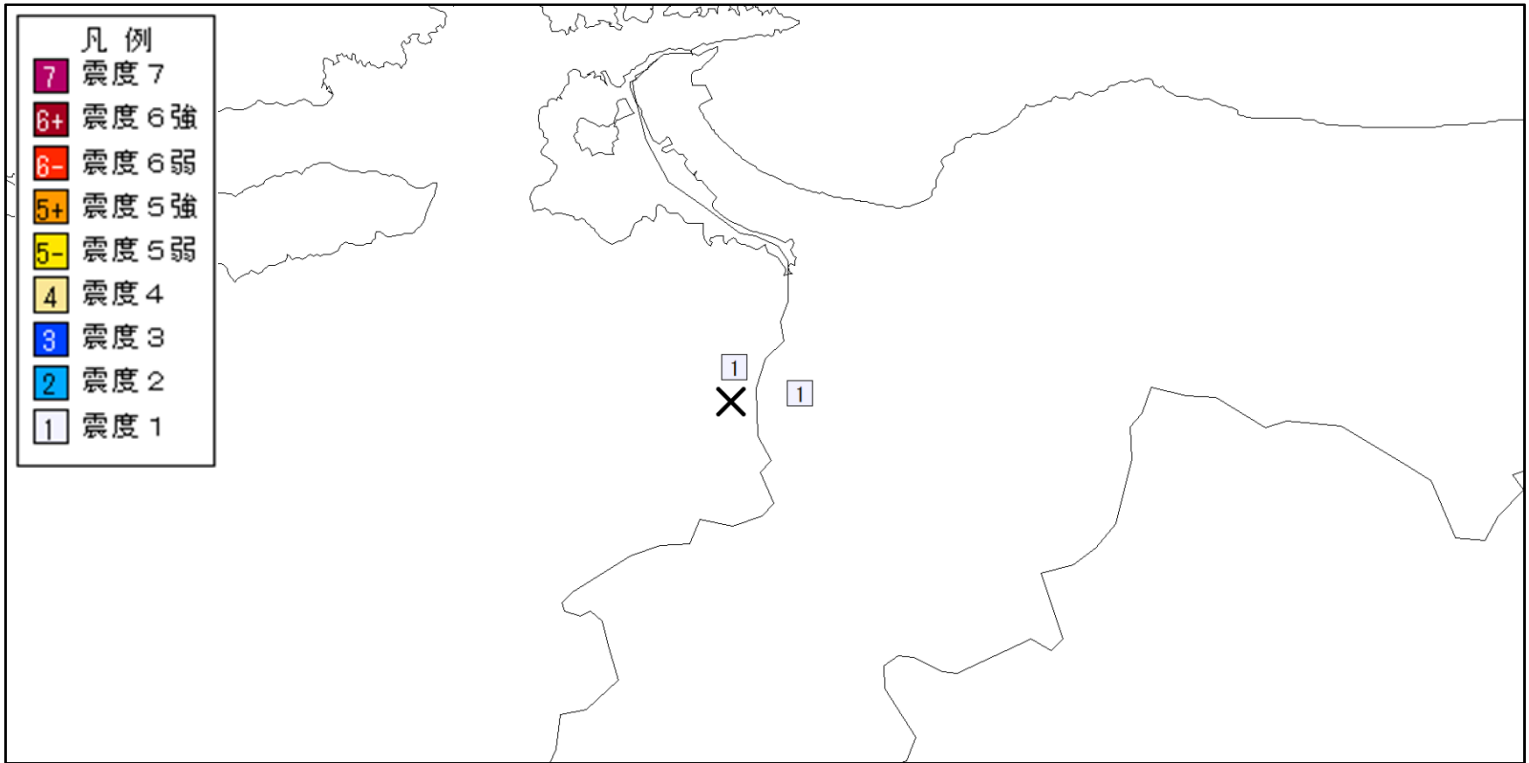 凡 例
7 震度７
6+ 震度６強
6- 震度６弱
5+ 震度５強
5- 震度５弱
4 震度４
3 震度３
2 震度２
1 震度１
1
1